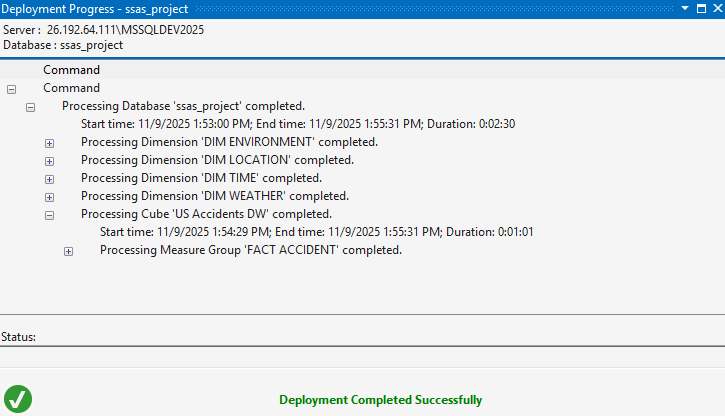 Deployment Progress - ssas_project
Server : 26.192.64.111\MSSQLDEV2025
Database : ssas_project
Command
Command
Processing Database 'ssas_project' completed.
Start time: 11/9/2025 1:53:00 PM; End time: 11/9/2025 1:55:31 PM; Duration: 0:02:30
Processing Dimension 'DIM ENVIRONMENT' completed.
Processing Dimension 'DIM LOCATION' completed.
Processing Dimension 'DIM TIME' completed.
Processing Dimension 'DIM WEATHER' completed.
Processing Cube 'US Accidents DW' completed.
Start time: 11/9/2025 1:54:29 PM; End time: 11/9/2025 1:55:31 PM; Duration: 0:01:01
Processing Measure Group 'FACT ACCIDENT' completed.
Status:
Deployment Completed Successfully